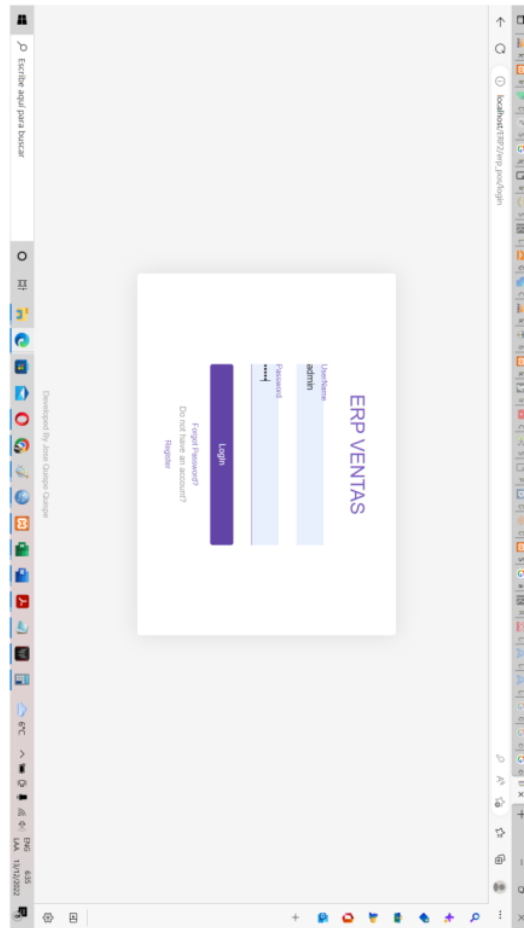 localhost/ERP2/erp_pos/login
ERP VENTAS
UserName
admin
Password
•••••
Login
Forgot Password?
Do not have an account?
Register
Developed By Jose Quispe Quispe
Escribe aquí para buscar
6°C
ENG
LAA
6:35
13/12/2022